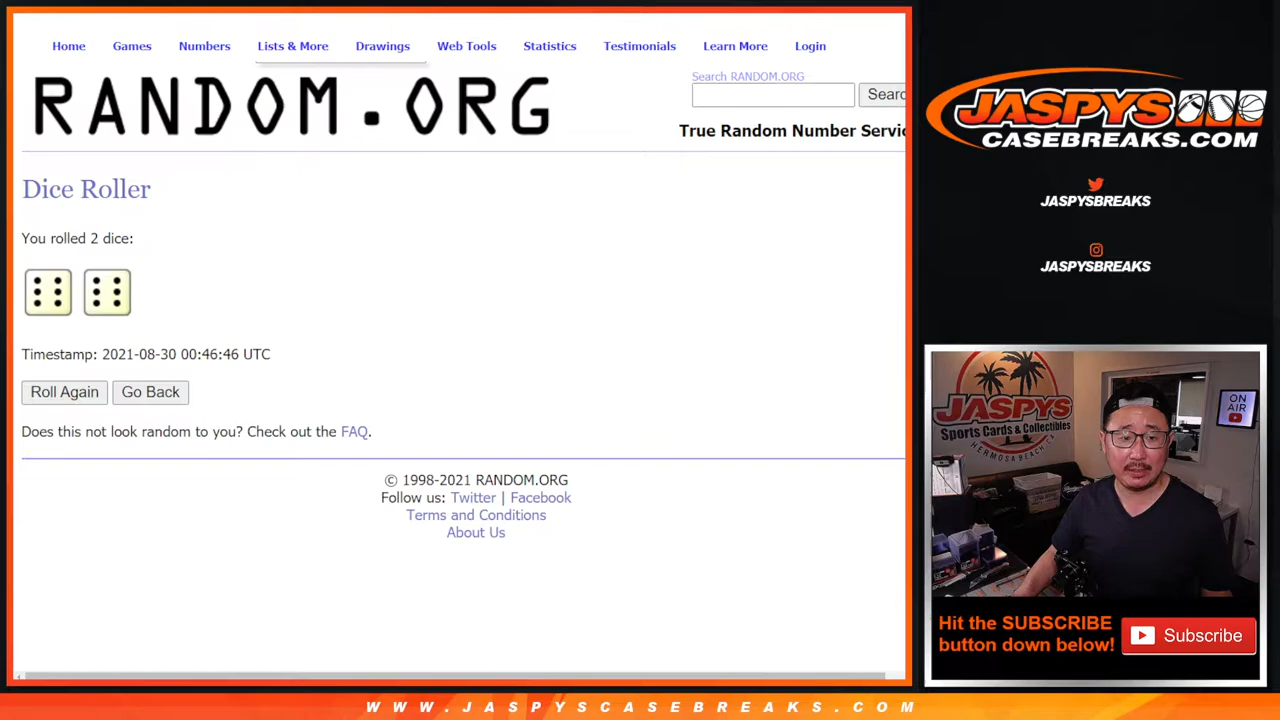 Home Games Numbers Lists & More Drawings Web Tools Statistics Testimonials Learn More Login
RANDOM.ORG
Search RANDOM.ORG
Searc
True Random Number Servic
Dice Roller
You rolled 2 dice:
Timestamp: 2021-08-30 00:46:46 UTC
Roll Again Go Back
Does this not look random to you? Check out the FAQ.
© 1998-2021 RANDOM.ORG
Follow us: Twitter | Facebook
Terms and Conditions
About Us
JASPYS
CASEBREAKS.COM
JASPYSBREAKS
JASPYSBREAKS
JASPYS
Sports Cards & Collectibles
HERMOSA BEACH, CA
ON
AIR
Hit the SUBSCRIBE
button down below!
Subscribe
WWW.JASPYSCASEBREAKS.COM